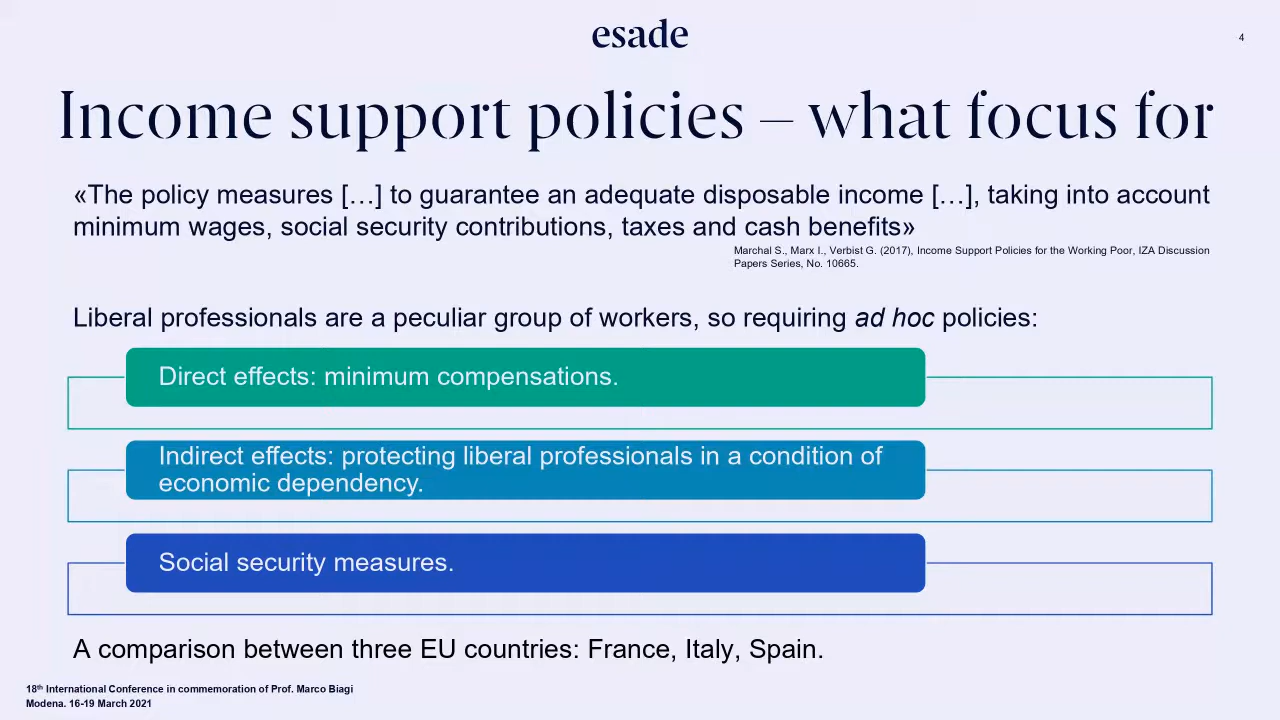 esade
4
Income support policies – what focus for
«The policy measures […] to guarantee an adequate disposable income […], taking into account
minimum wages, social security contributions, taxes and cash benefits»
Marchal S., Marx I., Verbist G. (2017), Income Support Policies for the Working Poor, IZA Discussion
Papers Series, No. 10665.
Liberal professionals are a peculiar group of workers, so requiring ad hoc policies:
Direct effects: minimum compensations.
Indirect effects: protecting liberal professionals in a condition of
economic dependency.
Social security measures.
A comparison between three EU countries: France, Italy, Spain.
18th International Conference in commemoration of Prof. Marco Biagi
Modena. 16-19 March 2021